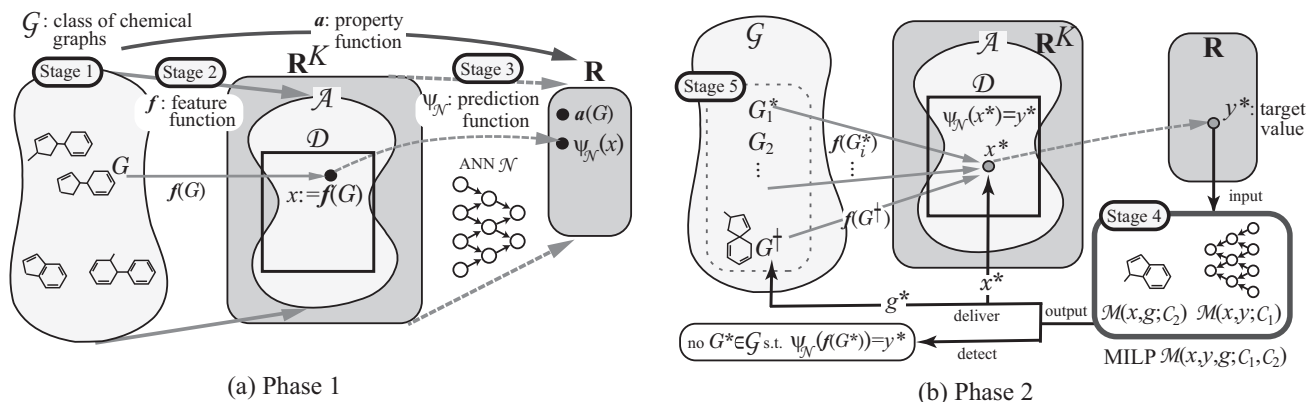 𝒢: class of chemical
graphs
a: property
function
Stage 1
Stage 2
f: feature
function
R^K
Stage 3
R
𝒜
ψ_𝒩: prediction
function
a(G)
𝒟
ψ_𝒩(x)
G
f(G)
x:=f(G)
ANN 𝒩
(a) Phase 1
𝒢
𝒜
R^K
R
𝒟
Stage 5
G*_1
ψ_𝒩(x*)=y*
y*: target
value
G_2
f(G*_i)
x*
...
...
f(G†)
input
G†
Stage 4
x*
g*
deliver
output
ℳ(x,g;C_2)
ℳ(x,y;C_1)
no G*∈𝒢 s.t. ψ_𝒩(f(G*))=y*
detect
MILP ℳ(x,y,g;C_1,C_2)
(b) Phase 2